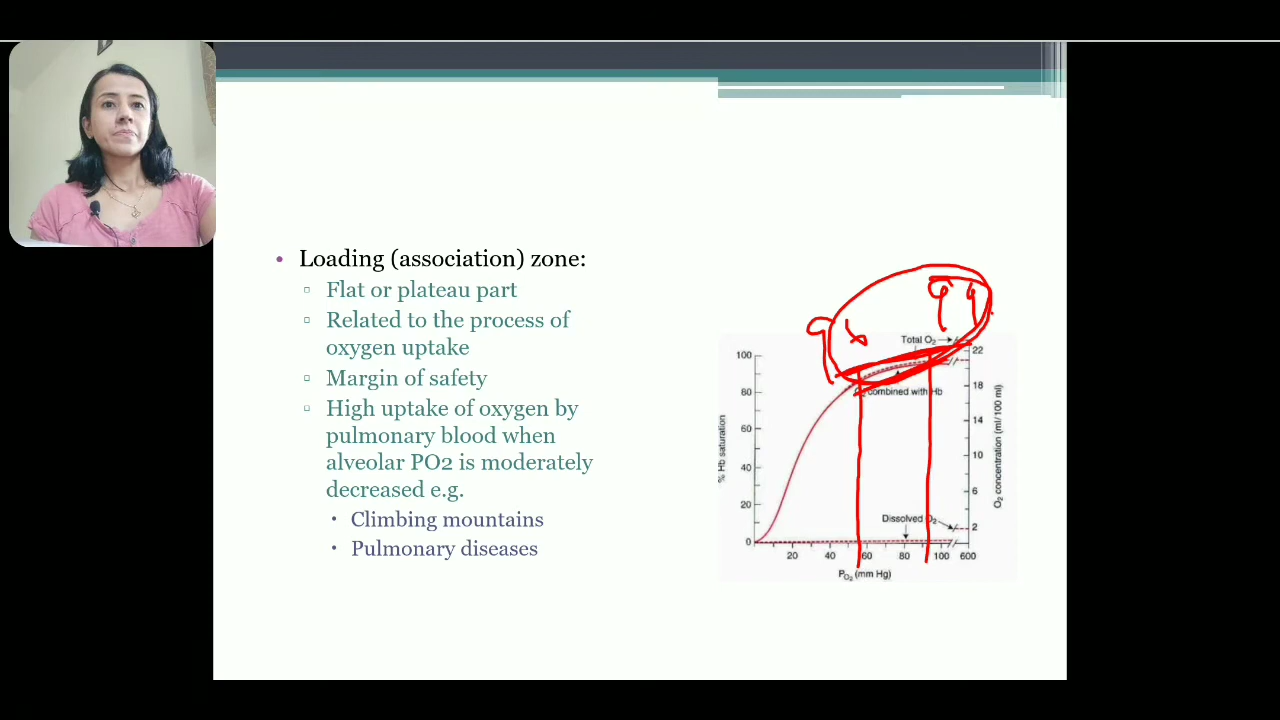 Loading (association) zone:
Flat or plateau part
Related to the process of
oxygen uptake
Margin of safety
High uptake of oxygen by
pulmonary blood when
alveolar PO2 is moderately
decreased e.g.
Climbing mountains
Pulmonary diseases
Total O2
combined with Hb
Dissolved O2
% Hb saturation
100
80
60
40
20
0
22
18
14
10
6
2
O2 concentration (ml/100 ml)
20 40 60 80 100 600
PO2 (mm Hg)